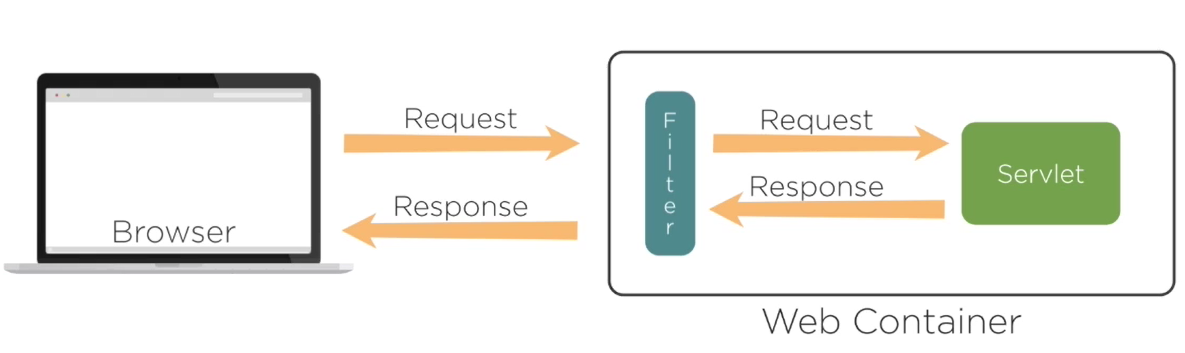 Request
Response
Browser
Filter
Request
Response
Servlet
Web Container